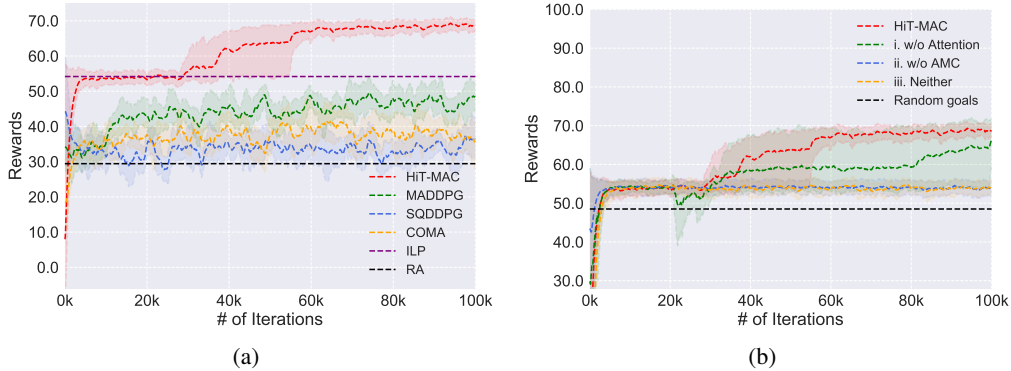 70.0
60.0
50.0
40.0
30.0
20.0
10.0
0.0
Rewards
HiT-MAC
MADDPG
SQDDPG
COMA
ILP
RA
0k 20k 40k 60k 80k 100k
# of Iterations
(a)
100.0
90.0
80.0
70.0
60.0
50.0
40.0
30.0
Rewards
HiT-MAC
i. w/o Attention
ii. w/o AMC
iii. Neither
Random goals
0k 20k 40k 60k 80k 100k
# of Iterations
(b)